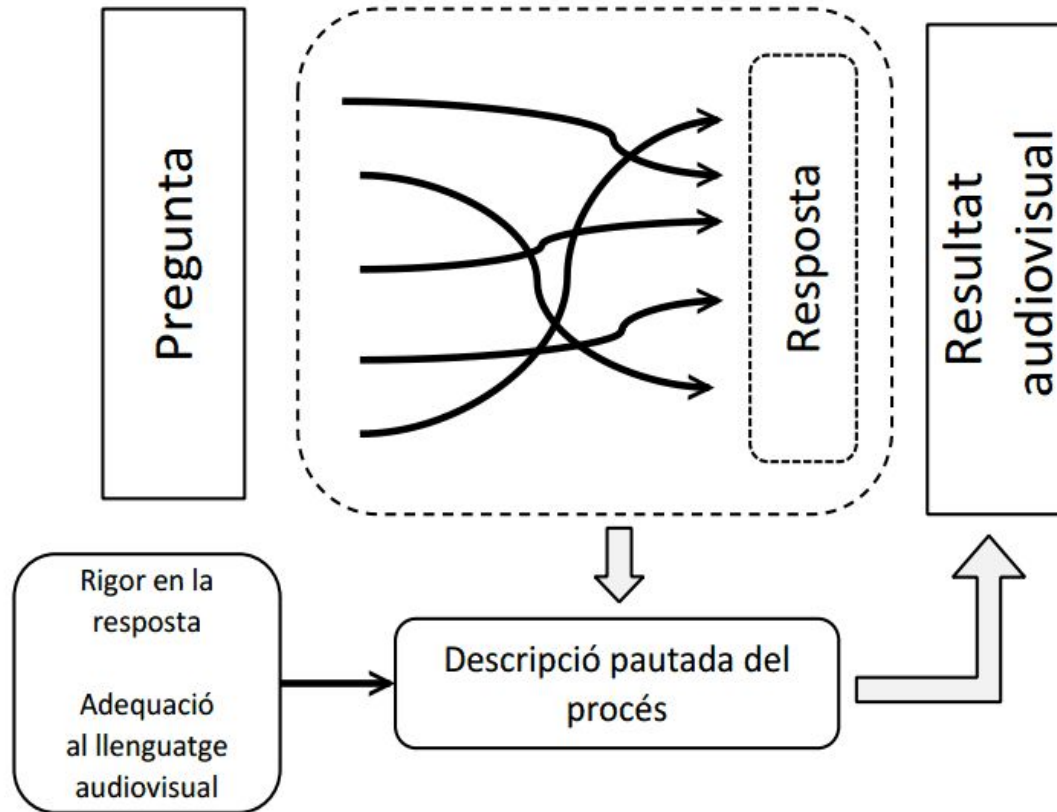 Pregunta
Resposta
Resultat
audiovisual
Rigor en la
resposta
Adequació
al llenguatge
audiovisual
Descripció pautada del
procés